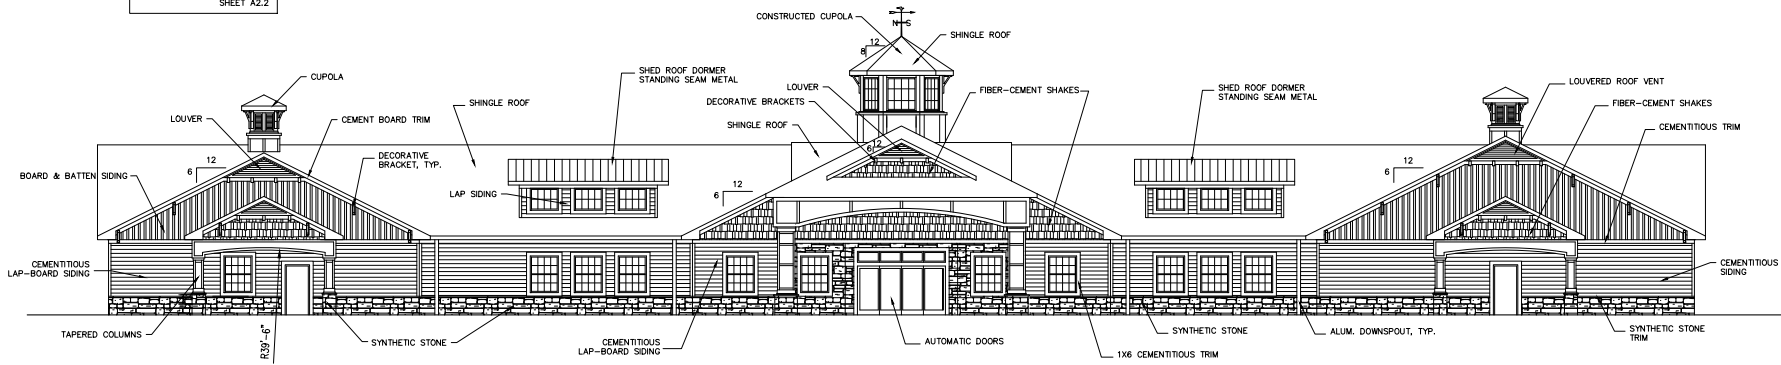 SHEET A2.2
CONSTRUCTED CUPOLA
N S
12
8
SHINGLE ROOF
CUPOLA
SHED ROOF DORMER
STANDING SEAM METAL
LOUVER
DECORATIVE BRACKETS
FIBER-CEMENT SHAKES
SHED ROOF DORMER
STANDING SEAM METAL
LOUVERED ROOF VENT
FIBER-CEMENT SHAKES
SHINGLE ROOF
LOUVER
CEMENT BOARD TRIM
SHINGLE ROOF
CEMENTITIOUS TRIM
12
6
12
6
DECORATIVE
BRACKET, TYP.
12
6
BOARD & BATTEN SIDING
LAP SIDING
12
6
CEMENTITIOUS
LAP-BOARD SIDING
CEMENTITIOUS
SIDING
TAPERED COLUMNS
R39'-6"
SYNTHETIC STONE
CEMENTITIOUS
LAP-BOARD SIDING
AUTOMATIC DOORS
1X6 CEMENTITIOUS TRIM
SYNTHETIC STONE
ALUM. DOWNSPOUT, TYP.
SYNTHETIC STONE
TRIM